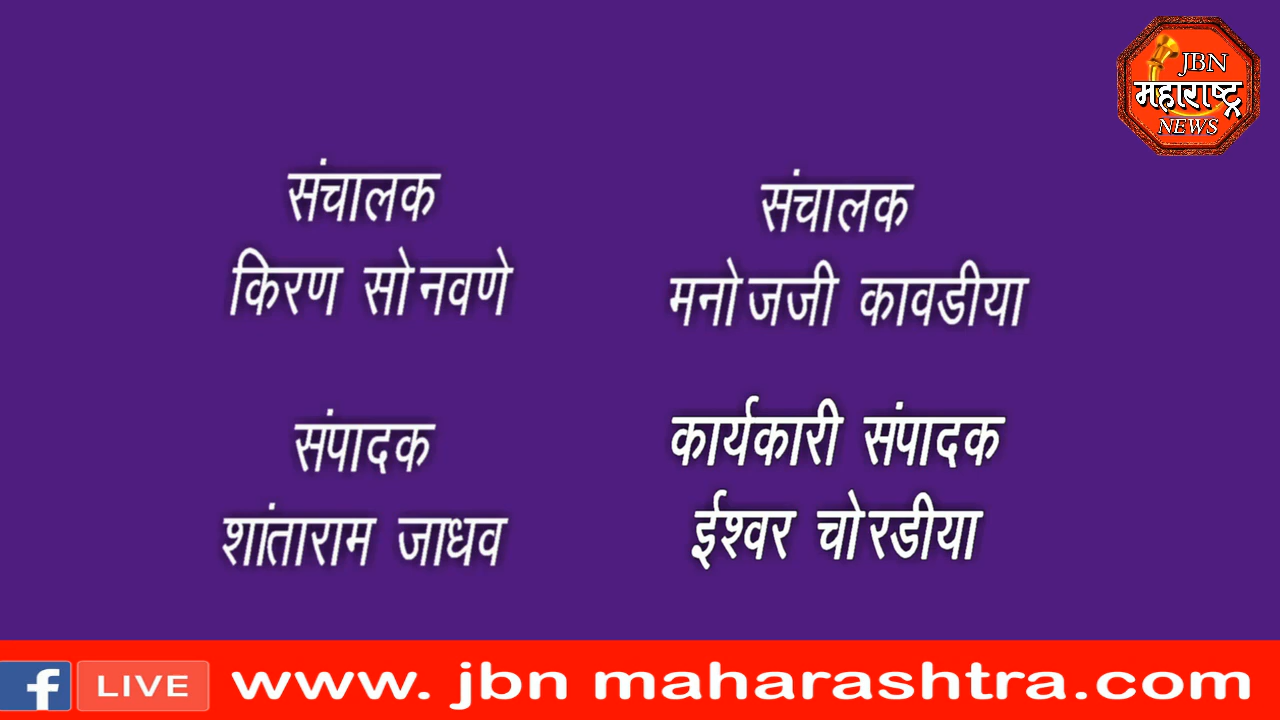 JBN
महाराष्ट्र
NEWS
संचालक
किरण सोनवणे
संचालक
मनोजजी कावडीया
संपादक
शांताराम जाधव
कार्यकारी संपादक
ईश्वर चोरडीया
f LIVE www. jbn maharashtra.com